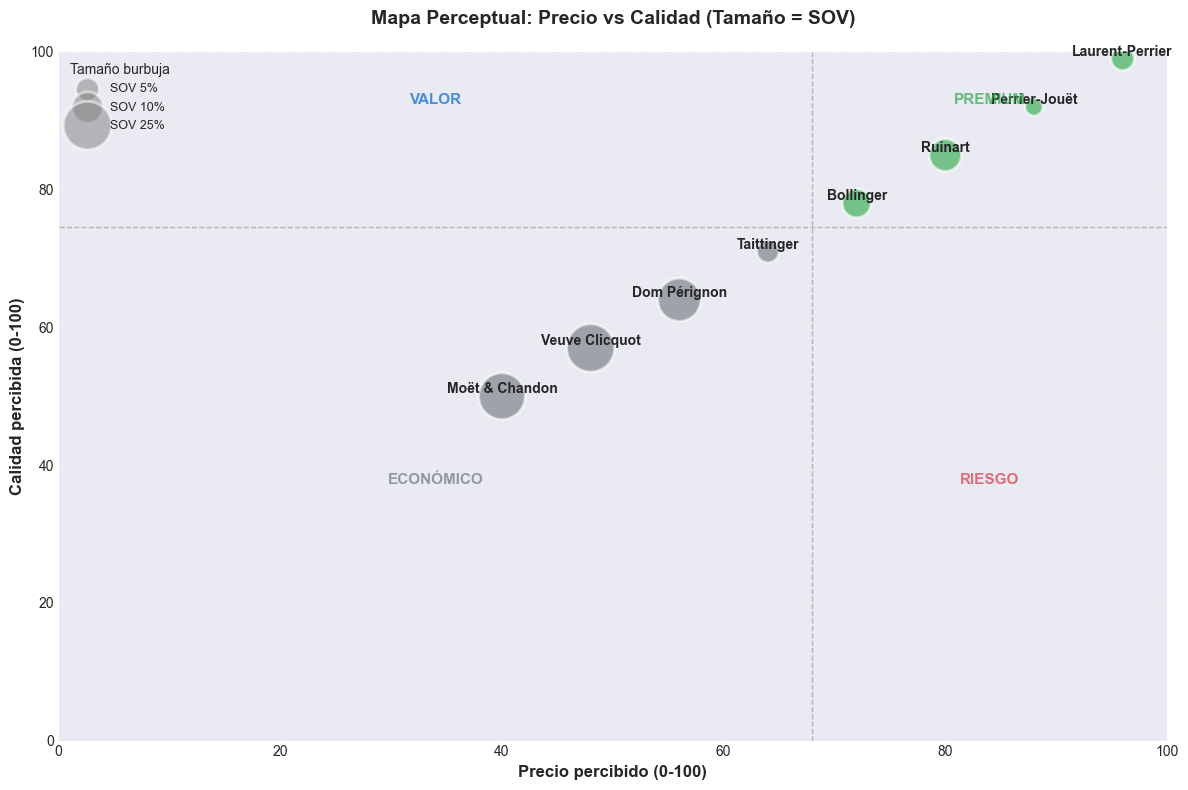 Mapa Perceptual: Precio vs Calidad (Tamaño = SOV)
Tamaño burbuja
SOV 5%
SOV 10%
SOV 25%
VALOR
PREMIUM
ECONÓMICO
RIESGO
Laurent-Perrier
Perrier-Jouët
Ruinart
Bollinger
Taittinger
Dom Pérignon
Veuve Clicquot
Moët & Chandon
Calidad percibida (0-100)
100
80
60
40
20
0
0
20
40
60
80
100
Precio percibido (0-100)